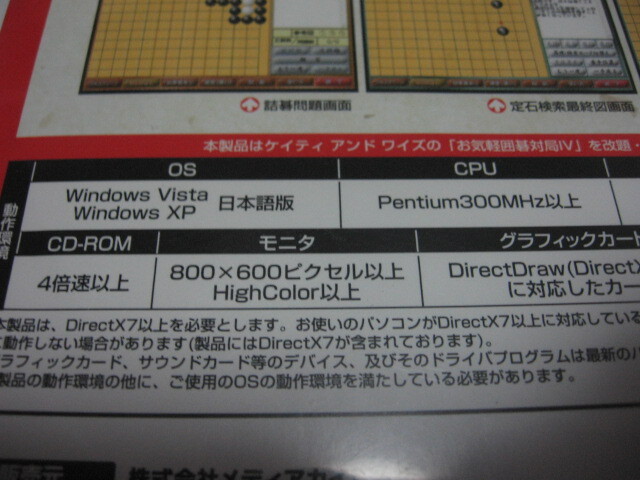 詰碁問題画面
定石検索最終図画面
本製品はケイティ アンド ワイズの「お気軽囲碁対局Ⅳ」を改題・
動作環境
OS
CPU
Windows Vista
Windows XP 日本語版
Pentium300MHz以上
CD-ROM
モニタ
グラフィックカード
4倍速以上
800×600ピクセル以上
HighColor以上
DirectDraw(DirectX
に対応したカー
本製品は、DirectX7以上を必要とします。お使いのパソコンがDirectX7以上に対応している
に動作しない場合があります(製品にはDirectX7が含まれております)。
グラフィックカード、サウンドカード等のデバイス、及びそのドライバプログラムは最新の
製品の動作環境の他に、ご使用のOSの動作環境を満たしている必要があります。
販売元
株式会社メディアカイ